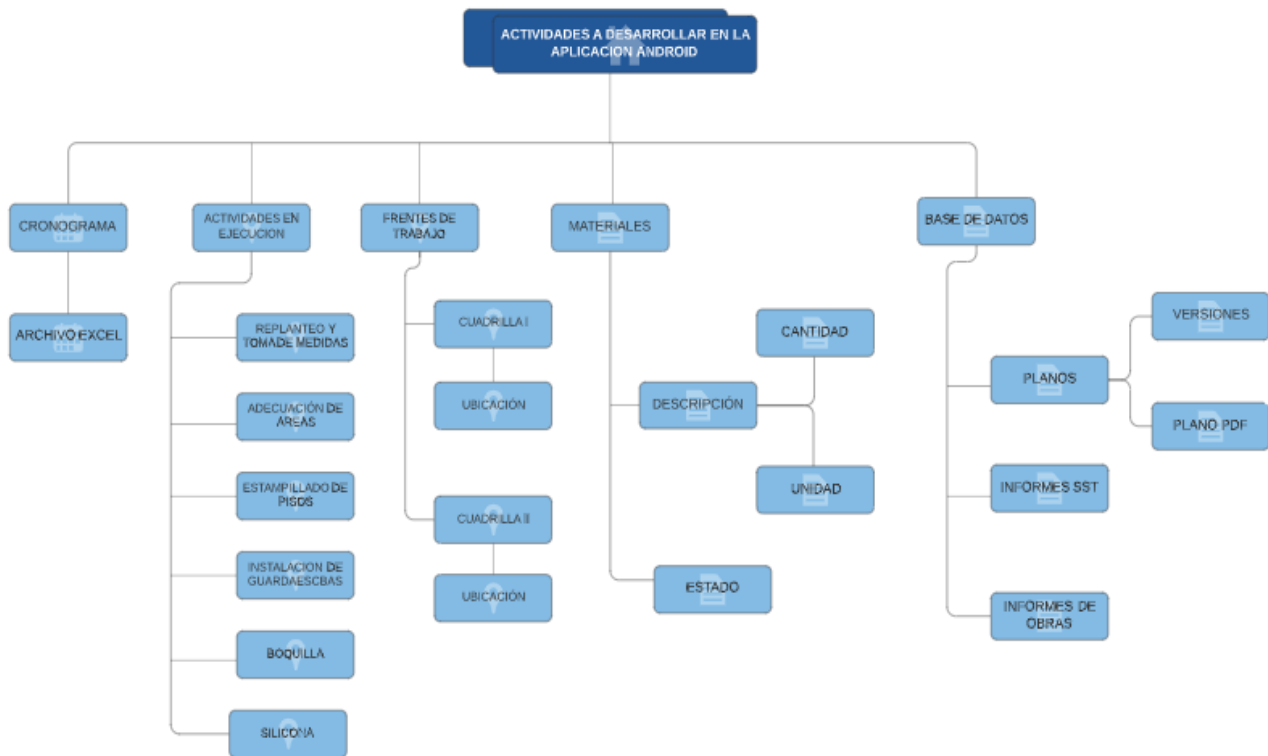 ACTIVIDADES A DESARROLLAR EN LA
APLICACION ANDROID
CRONOGRAMA
ARCHIVO EXCEL
ACTIVIDADES EN
EJECUCION
REPLANTEO Y
TOMADE MEDIDAS
ADECUACIÓN DE
AREAS
ESTAMPILLADO DE
PISOS
INSTALACION DE
GUARDAESCBAS
BOQUILLA
SILICONA
FRENTES DE
TRABAJO
CUADRILLA I
UBICACIÓN
CUADRILLA II
UBICACIÓN
MATERIALES
DESCRIPCIÓN
CANTIDAD
UNIDAD
ESTADO
BASE DE DATOS
PLANOS
VERSIONES
PLANO PDF
INFORMES SST
INFORMES DE
OBRAS